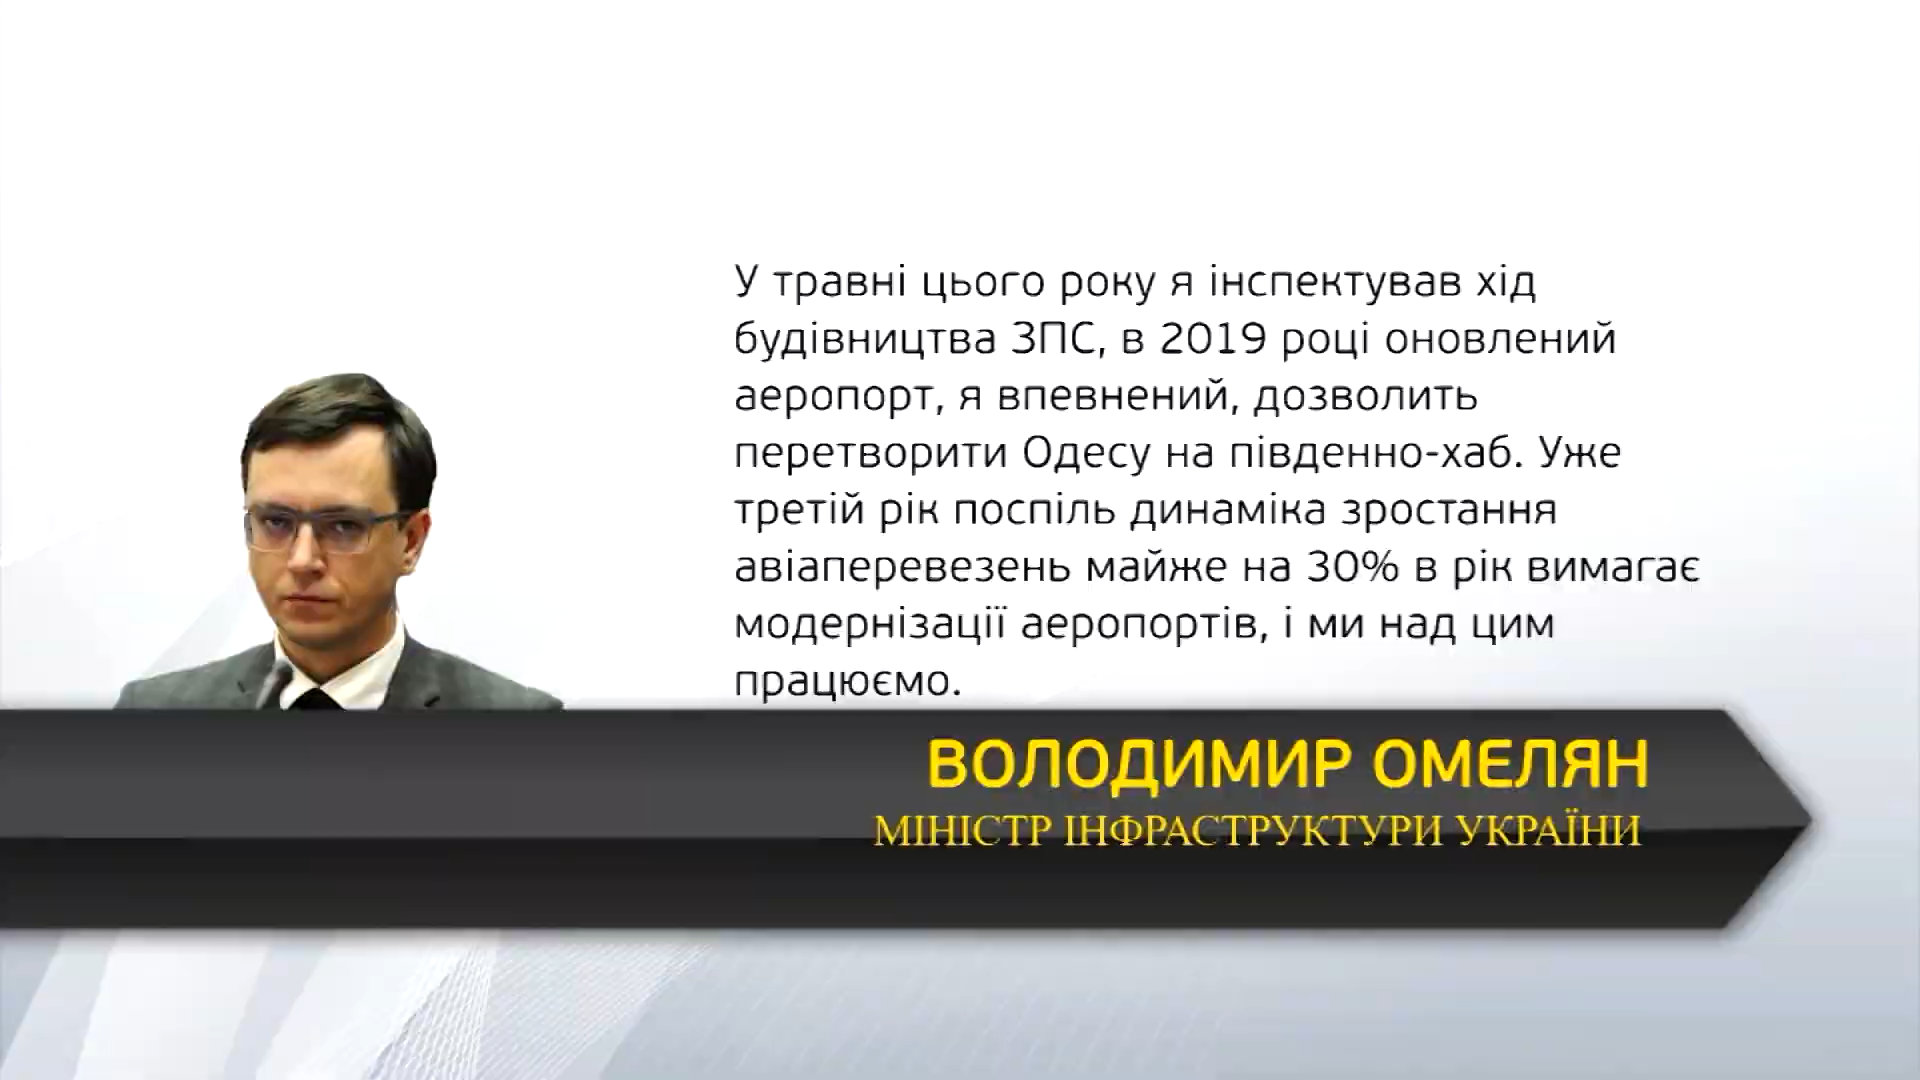 У травні цього року я інспектував хід
будівництва ЗПС, в 2019 році оновлений
аеропорт, я впевнений, дозволить
перетворити Одесу на південно-хаб. Уже
третій рік поспіль динаміка зростання
авіаперевезень майже на 30% в рік вимагає
модернізації аеропортів, і ми над цим
працюємо.
ВОЛОДИМИР ОМЕЛЯН
МІНІСТР ІНФРАСТРУКТУРИ УКРАЇНИ